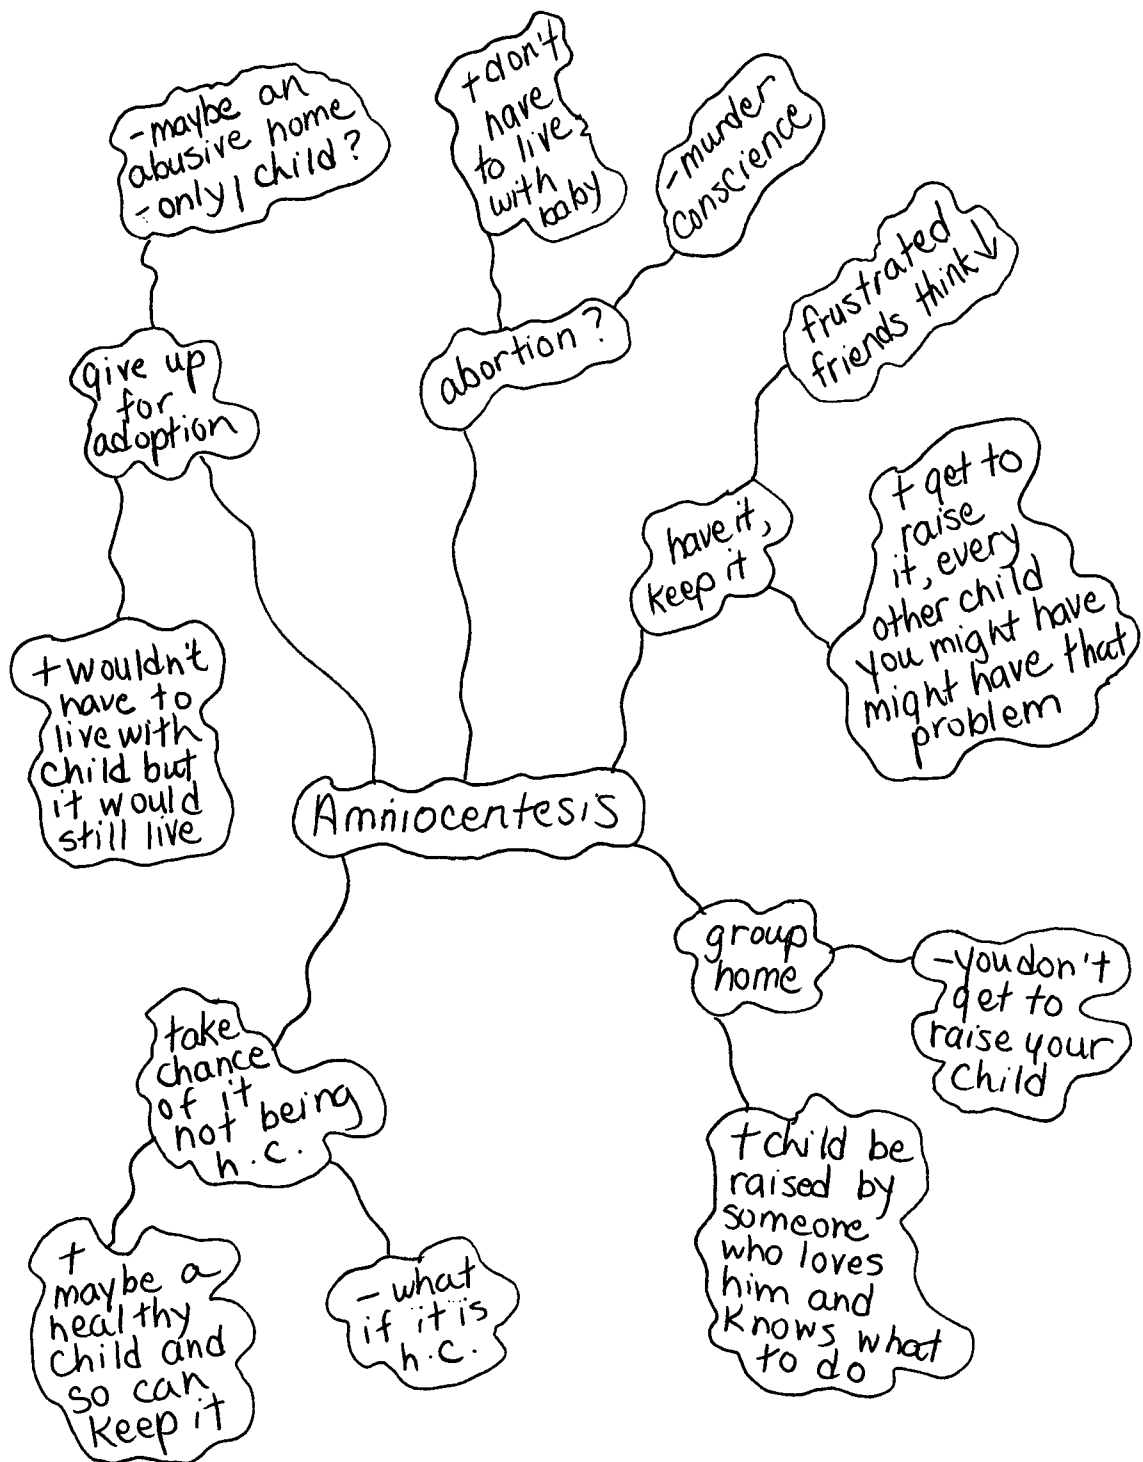 -maybe an
abusive home
-only 1 child?
+don't
have
to live
with
baby
-murder
conscience
frustrated
friends think↓
give up
for
adoption
abortion?
have it,
keep it
+ get to
raise
it, every
other child
you might have
might have that
problem
+wouldn't
have to
live with
child but
it would
still live
Amniocentesis
group
home
-you don't
get to
raise your
child
take
chance
of it
not being
h.c.
+child be
raised by
someone
who loves
him and
knows what
to do
+
maybe a
healthy
child and
so can
keep it
-what
if it is
h.c.